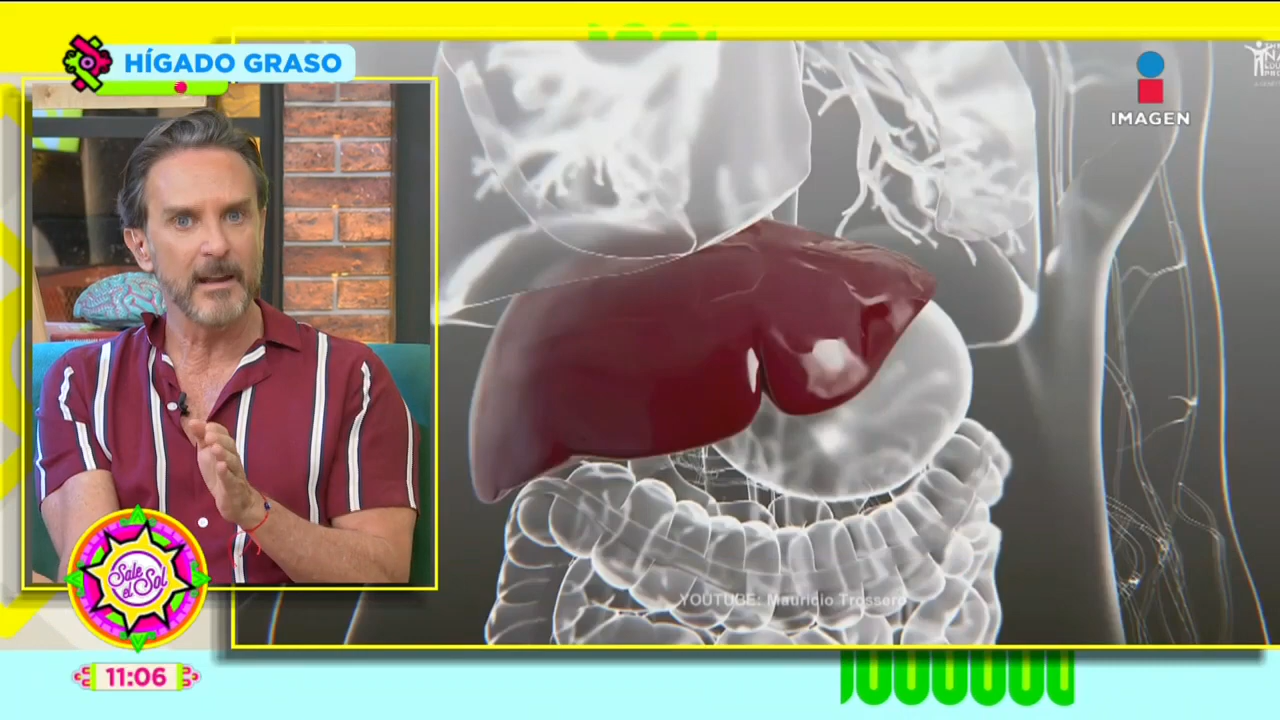 HÍGADO GRASO
IMAGEN
YOUTUBE: Mauricio Trossero
Sale
el
Sol
11:06